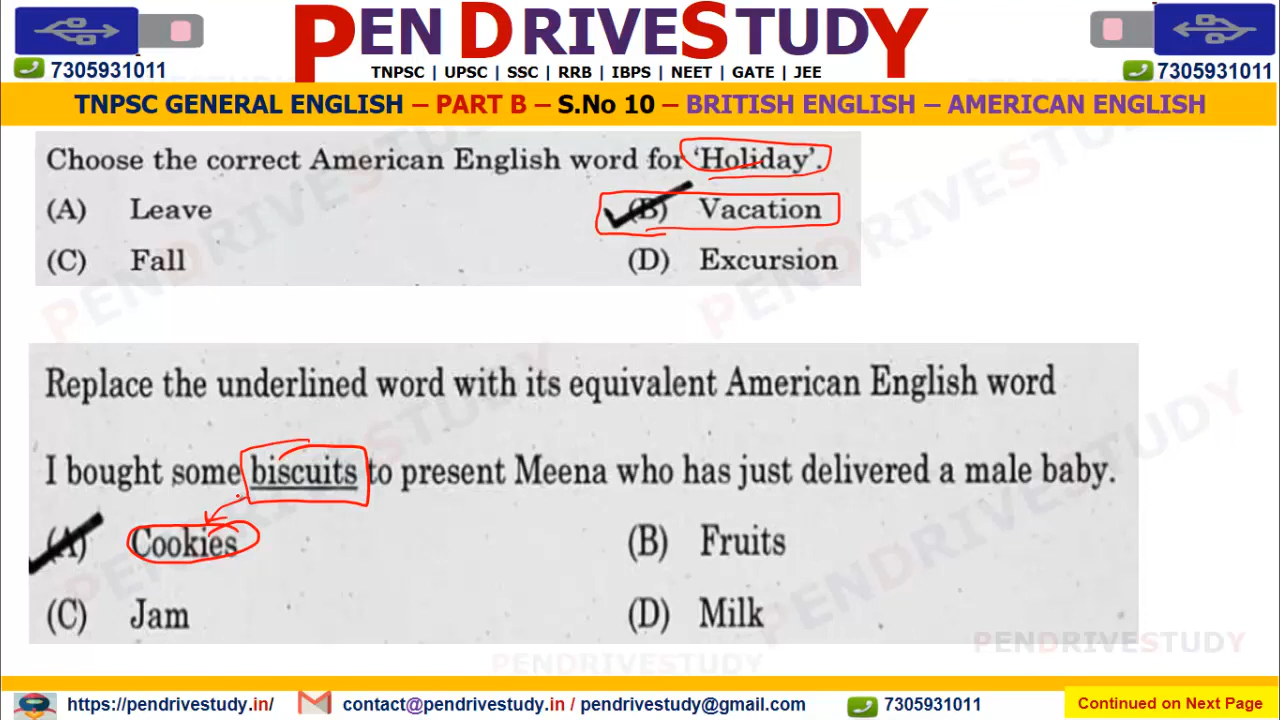 PENDRIVESTUDY
7305931011
TNPSC | UPSC | SSC | RRB | IBPS | NEET | GATE | JEE
7305931011
TNPSC GENERAL ENGLISH – PART B – S.No 10 – BRITISH ENGLISH – AMERICAN ENGLISH
Choose the correct American English word for 'Holiday'.
(A) Leave
(B) Vacation
(C) Fall
(D) Excursion
Replace the underlined word with its equivalent American English word
I bought some biscuits to present Meena who has just delivered a male baby.
(A) Cookies
(B) Fruits
(C) Jam
(D) Milk
PENDRIVESTUDY
PENDRIVESTUDY
https://pendrivestudy.in/
contact@pendrivestudy.in / pendrivestudy@gmail.com
7305931011
Continued on Next Page